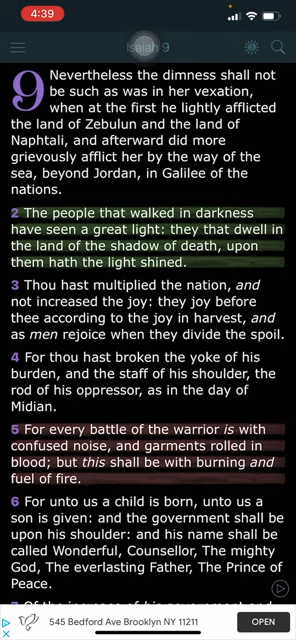 4:39
Isaiah 9
9 Nevertheless the dimness shall not
be such as was in her vexation,
when at the first he lightly afflicted
the land of Zebulun and the land of
Naphtali, and afterward did more
grievously afflict her by the way of the
sea, beyond Jordan, in Galilee of the
nations.
2 The people that walked in darkness
have seen a great light: they that dwell in
the land of the shadow of death, upon
them hath the light shined.
3 Thou hast multiplied the nation, and
not increased the joy: they joy before
thee according to the joy in harvest, and
as men rejoice when they divide the spoil.
4 For thou hast broken the yoke of his
burden, and the staff of his shoulder, the
rod of his oppressor, as in the day of
Midian.
5 For every battle of the warrior is with
confused noise, and garments rolled in
blood; but this shall be with burning and
fuel of fire.
6 For unto us a child is born, unto us a
son is given: and the government shall be
upon his shoulder: and his name shall be
called Wonderful, Counsellor, The mighty
God, The everlasting Father, The Prince of
Peace.
7 Of the increase of his government and
545 Bedford Ave Brooklyn NY 11211
OPEN